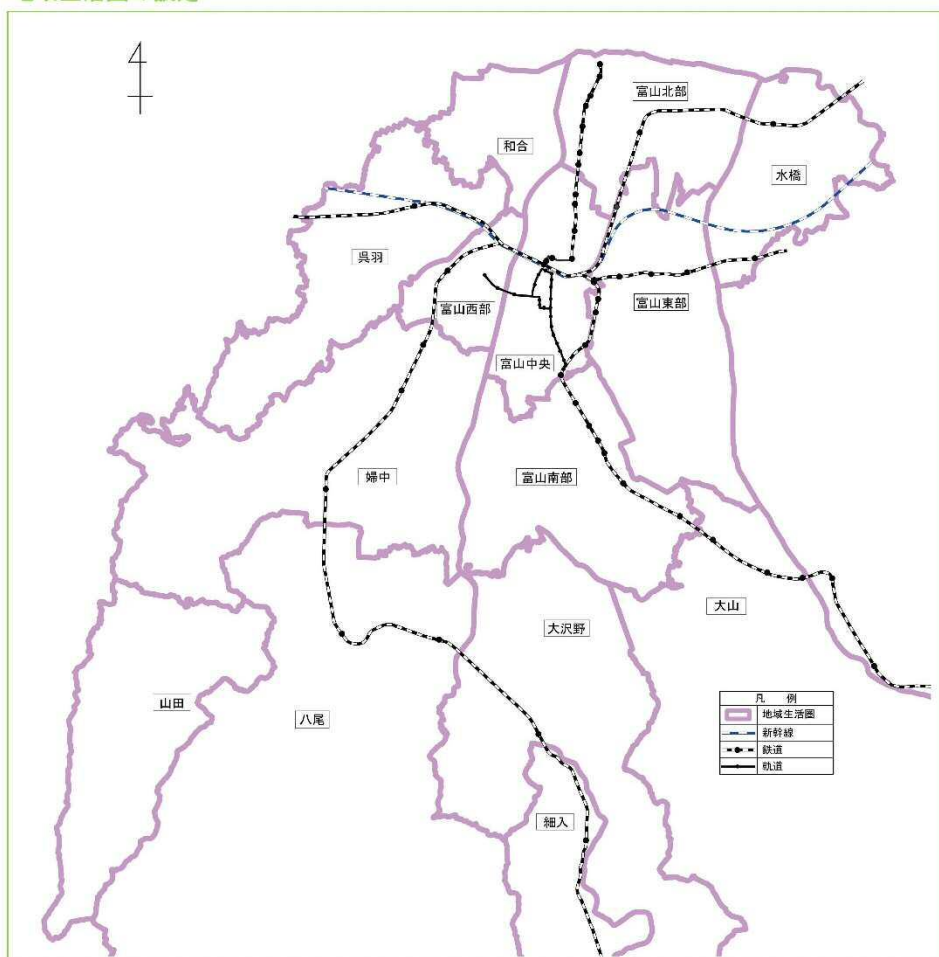 富山北部
和合
水橋
呉羽
富山西部
富山東部
富山中央
婦中
富山南部
大山
大沢野
山田
八尾
細入
凡 例
地域生活圏
新幹線
鉄道
軌道